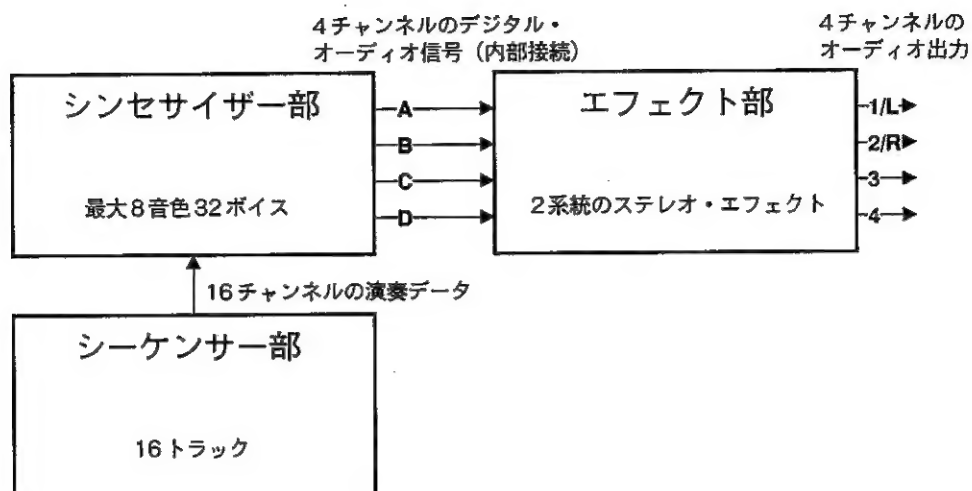 4チャンネルのデジタル・
オーディオ信号（内部接続）
4チャンネルの
オーディオ出力
シンセサイザー部
最大8音色32ボイス
A
B
C
D
エフェクト部
2系統のステレオ・エフェクト
1/L
2/R
3
4
16チャンネルの演奏データ
シーケンサー部
16トラック